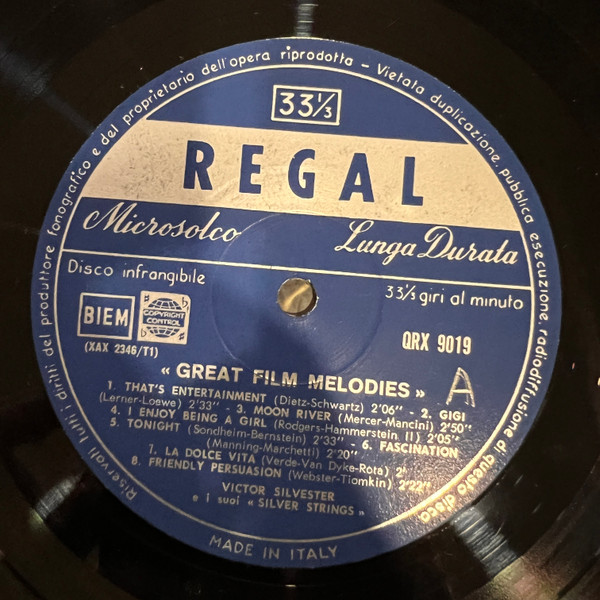 Riservati tutti i diritti del produttore fonografico e del proprietario dell'opera riprodotta – Vietata duplicazione, pubblica esecuzione, radiodiffusione di questo disco
33⅓
REGAL
Microsolco
Lunga Durata
Disco infrangibile
33⅓ giri al minuto
BIEM
COPYRIGHT CONTROL
(XAX 2346/T1)
QRX 9019
« GREAT FILM MELODIES »
A
1. THAT'S ENTERTAINMENT (Dietz-Schwartz) 2'06" - 2. GIGI
(Lerner-Loewe) 2'33" - 3. MOON RIVER (Mercer-Mancini) 2'50"
4. I ENJOY BEING A GIRL (Rodgers-Hammerstein II) 2'05"
5. TONIGHT (Sondheim-Bernstein) 2'33" - 6. FASCINATION
(Manning-Marchetti) 2'20"
7. LA DOLCE VITA (Verde-Van Dyke-Rota) 2'
8. FRIENDLY PERSUASION (Webster-Tiomkin) 2'22"
VICTOR SILVESTER
e i suoi « SILVER STRINGS »
MADE IN ITALY